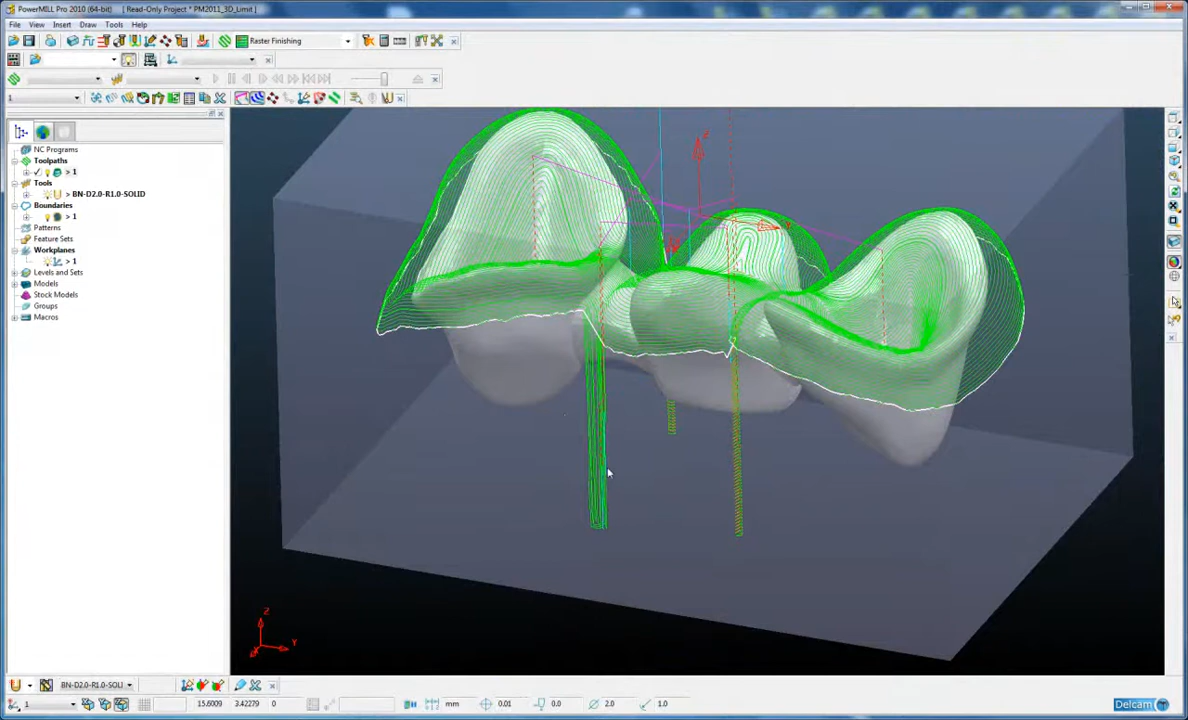 PowerMILL Pro 2010 (64-bit)    [ Read-Only Project * PM2011_3D_Limit ]
File View Insert Draw Tools Help
Raster Finishing
1
NC Programs
Toolpaths
> 1
Tools
> BN-D2.0-R1.0-SOLID
Boundaries
> 1
Patterns
Feature Sets
Workplanes
> 1
Levels and Sets
Models
Stock Models
Groups
Macros
Z
Y
Z
Y
BN-D2.0-R1.0-SOLI
1 15.6009 3.42279 0 mm 0.01 0.0 2.0 1.0 Delcam